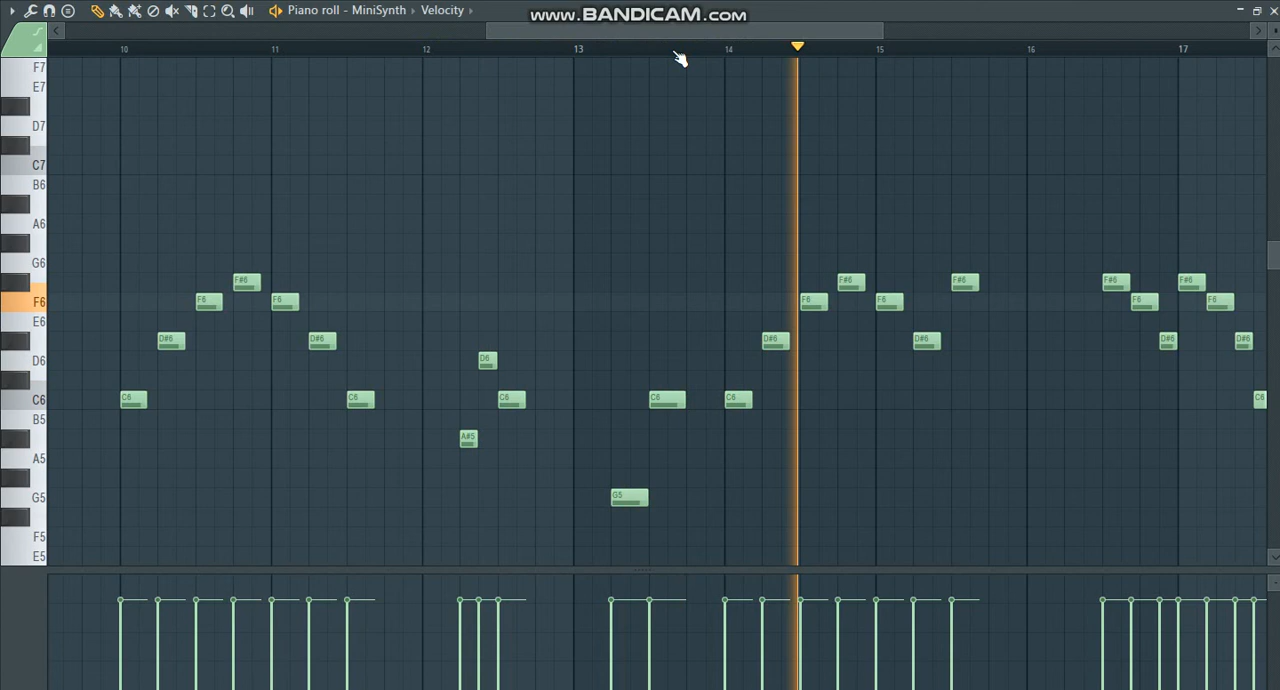 Piano roll - MiniSynth Velocity
www.BANDICAM.com
10 11 12 13 14 15 16 17
F7
E7
D7
C7
B6
A6
G6
F#6 F#6 F#6 F#6 F#6
F6 F6 F6 F6 F6 F6 F6
E6
D#6 D#6 D#6 D#6 D#6 D#6
D6 D6
C6 C6 C6 C6 C6 C6 C6
B5
A#5
A5
G5 G5
F5
E5